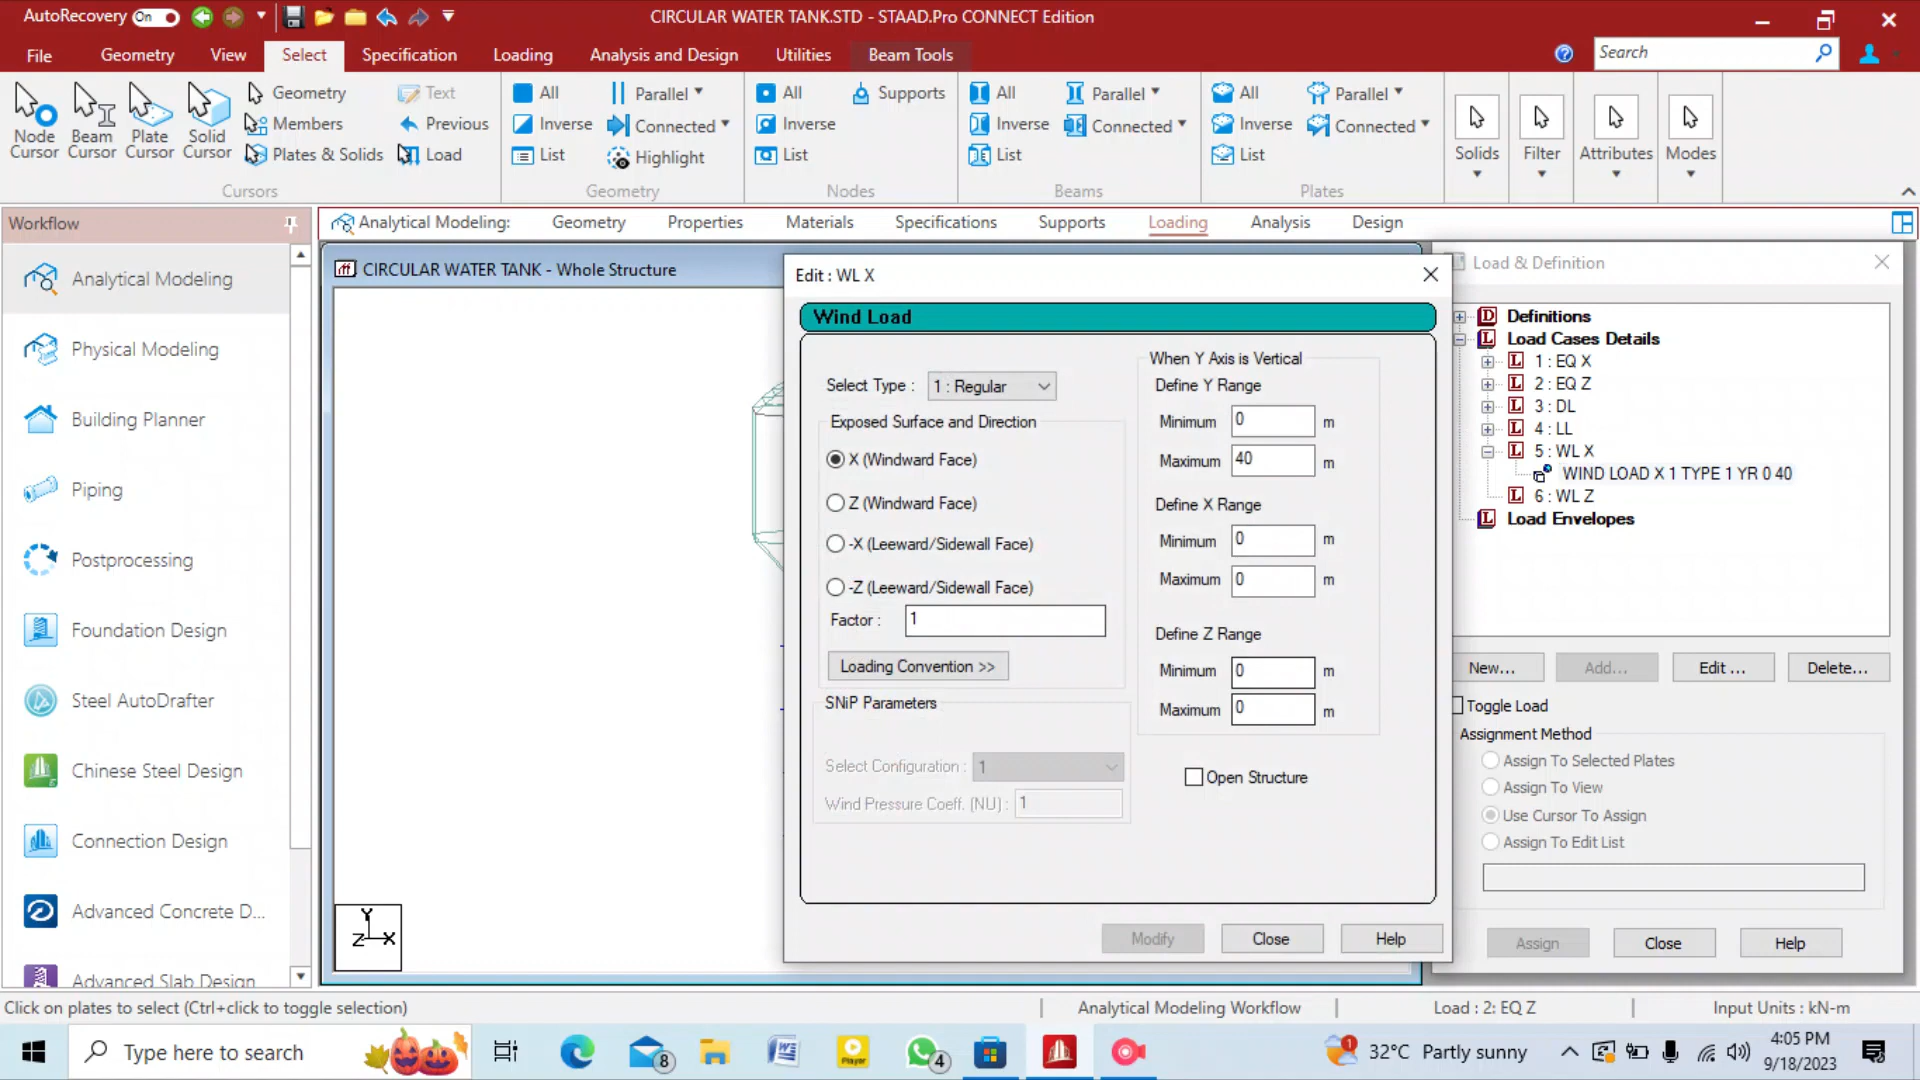 AutoRecovery On
CIRCULAR WATER TANK.STD - STAAD.Pro CONNECT Edition
File Geometry View Select Specification Loading Analysis and Design Utilities Beam Tools
Search
Node Cursor
Beam Cursor
Plate Cursor
Solid Cursor
Geometry
Members
Plates & Solids
Text
Previous
Load
Cursors
All
Inverse
List
Parallel
Connected
Highlight
Geometry
All
Inverse
List
Supports
Nodes
All
Inverse
List
Parallel
Connected
Beams
All
Inverse
List
Parallel
Connected
Plates
Solids
Filter
Attributes
Modes
Workflow
Analytical Modeling
Physical Modeling
Building Planner
Piping
Postprocessing
Foundation Design
Steel AutoDrafter
Chinese Steel Design
Connection Design
Advanced Concrete D...
Advanced Slab Design
Analytical Modeling: Geometry Properties Materials Specifications Supports Loading Analysis Design
CIRCULAR WATER TANK - Whole Structure
Y
Z X
Edit : WL X
Wind Load
Select Type : 1 : Regular
Exposed Surface and Direction
X (Windward Face)
Z (Windward Face)
-X (Leeward/Sidewall Face)
-Z (Leeward/Sidewall Face)
Factor : 1
Loading Convention >>
SNiP Parameters
Select Configuration : 1
Wind Pressure Coeff. (NU) : 1
When Y Axis is Vertical
Define Y Range
Minimum 0 m
Maximum 40 m
Define X Range
Minimum 0 m
Maximum 0 m
Define Z Range
Minimum 0 m
Maximum 0 m
Open Structure
Modify Close Help
Load & Definition
Definitions
Load Cases Details
1 : EQ X
2 : EQ Z
3 : DL
4 : LL
5 : WL X
WIND LOAD X 1 TYPE 1 YR 0 40
6 : WL Z
Load Envelopes
New... Add... Edit ... Delete...
Toggle Load
Assignment Method
Assign To Selected Plates
Assign To View
Use Cursor To Assign
Assign To Edit List
Assign Close Help
Click on plates to select (Ctrl+click to toggle selection)
Analytical Modeling Workflow
Load : 2: EQ Z
Input Units : kN-m
Type here to search
8
Player
4
1
32°C Partly sunny
4:05 PM
9/18/2023